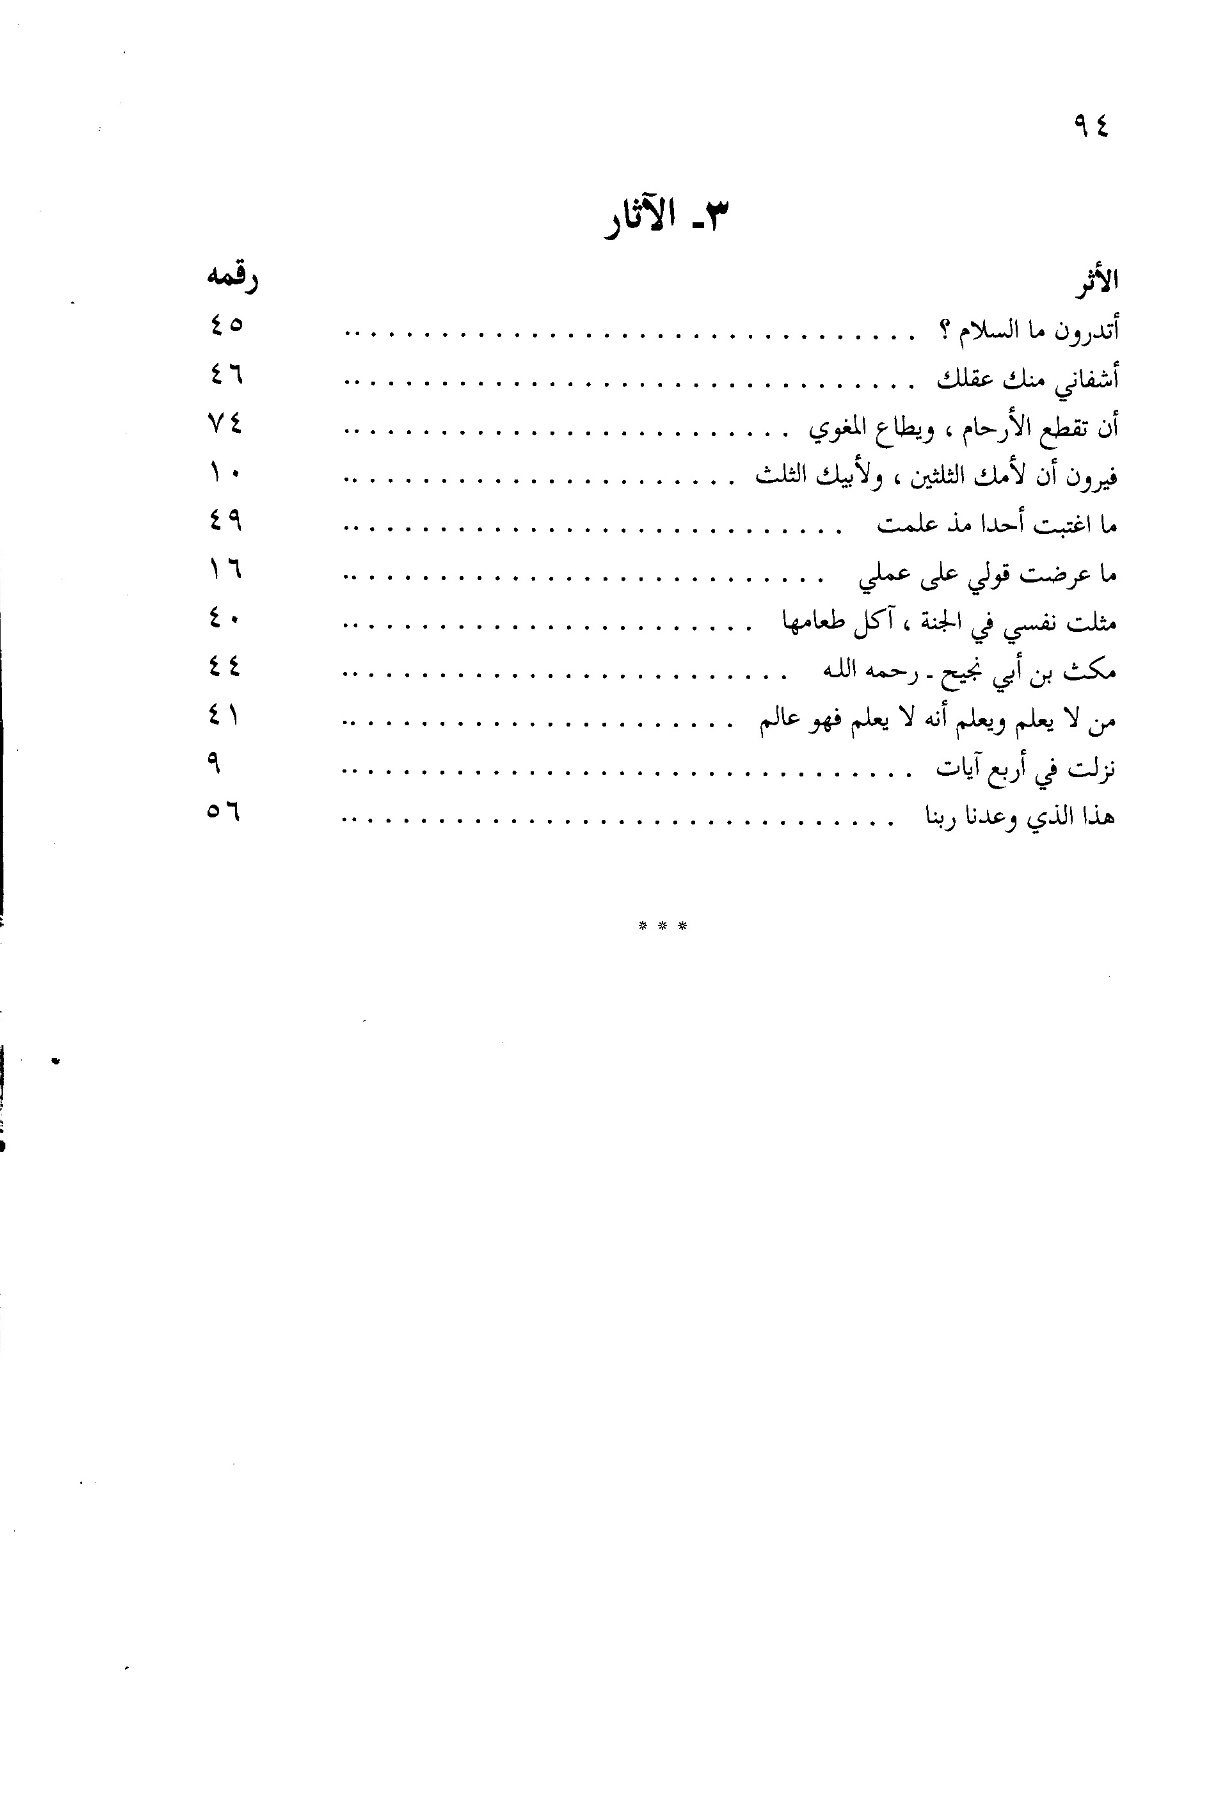 ٩٤
٣ـ الآثار
الأثر رقمه
أتدرون ما السلام ؟ .................................. ٤٥
أشفاني منك عقلك .................................. ٤٦
أن تقطع الأرحام ، ويطاع المغوي ........................... ٧٤
فيرون أن لأمك الثلثين ، ولأبيك الثلث ........................ ١٠
ما اغتبت أحدا مذ علمت .............................. ٤٩
ما عرضت قولي على عملي ............................. ١٦
مثلت نفسي في الجنة ، آكل طعامها ......................... ٤٠
مكث بن أبي نجيح ـ رحمه الله ........................... ٤٤
من لا يعلم ويعلم أنه لا يعلم فهو عالم ........................ ٤١
نزلت في أربع آيات .................................. ٩
هذا الذي وعدنا ربنا ................................. ٥٦
* * *